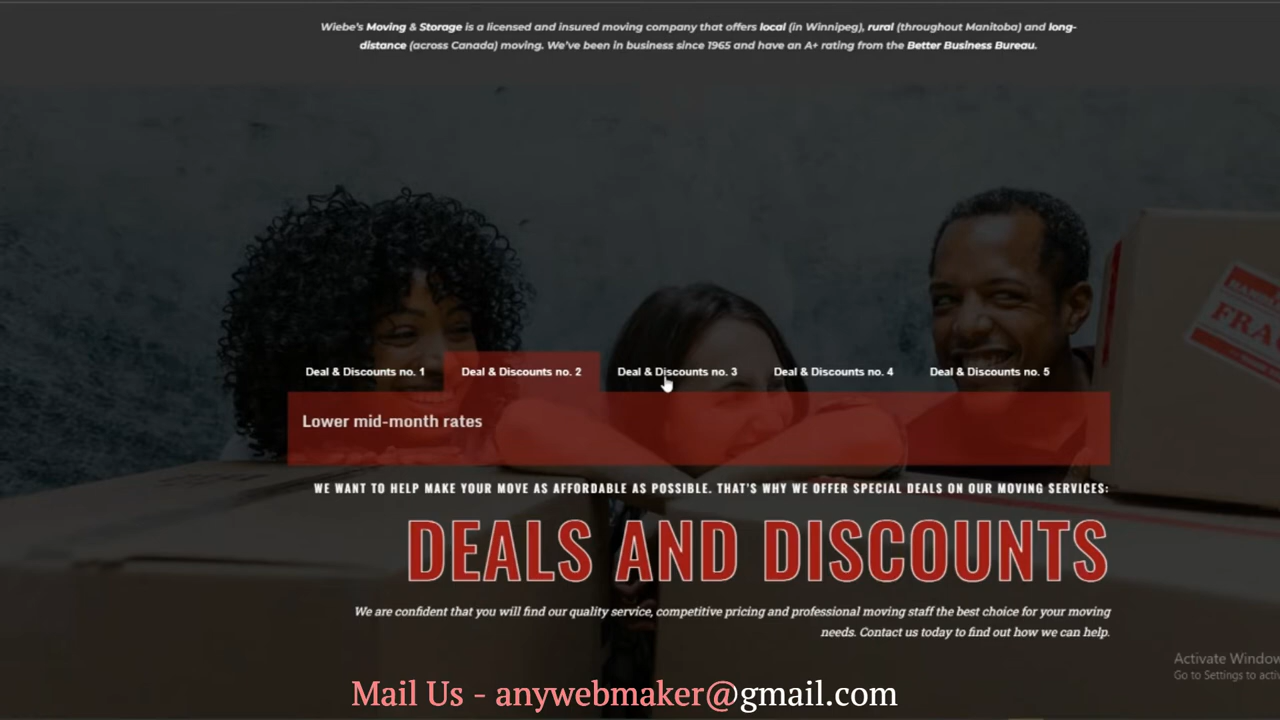 Wiebe's Moving & Storage is a licensed and insured moving company that offers local (in Winnipeg), rural (throughout Manitoba) and long-
distance (across Canada) moving. We've been in business since 1965 and have an A+ rating from the Better Business Bureau.
Deal & Discounts no. 1 Deal & Discounts no. 2 Deal & Discounts no. 3 Deal & Discounts no. 4 Deal & Discounts no. 5
Lower mid-month rates
WE WANT TO HELP MAKE YOUR MOVE AS AFFORDABLE AS POSSIBLE. THAT'S WHY WE OFFER SPECIAL DEALS ON OUR MOVING SERVICES:
DEALS AND DISCOUNTS
We are confident that you will find our quality service, competitive pricing and professional moving staff the best choice for your moving
needs. Contact us today to find out how we can help.
Activate Window
Go to Settings to activ
Mail Us - anywebmaker@gmail.com